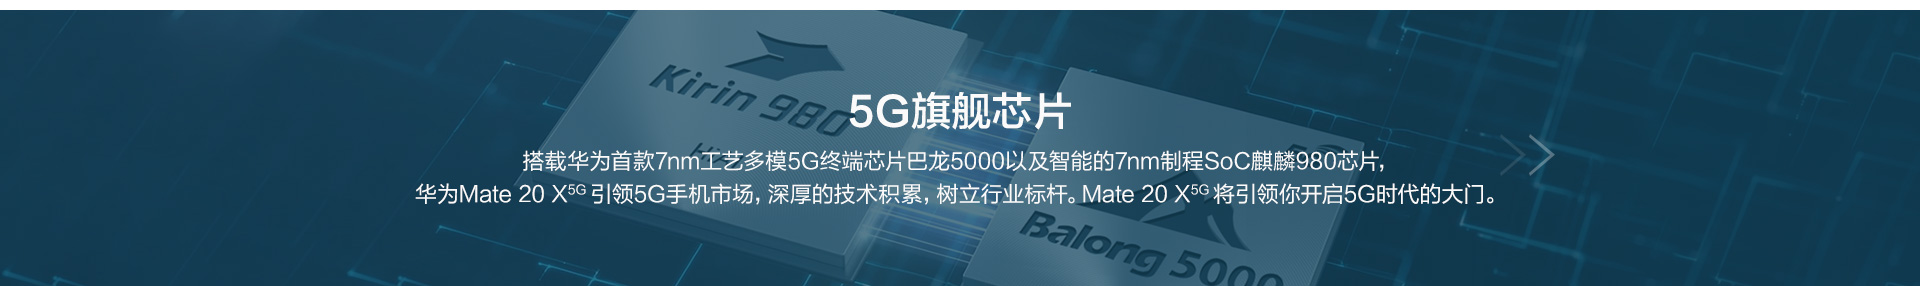 Kirin 980
5G旗舰芯片
搭载华为首款7nm工艺多模5G终端芯片巴龙5000以及智能的7nm制程SoC麒麟980芯片,
华为Mate 20 X5G 引领5G手机市场, 深厚的技术积累, 树立行业标杆。Mate 20 X5G 将引领你开启5G时代的大门。
Balong 5000